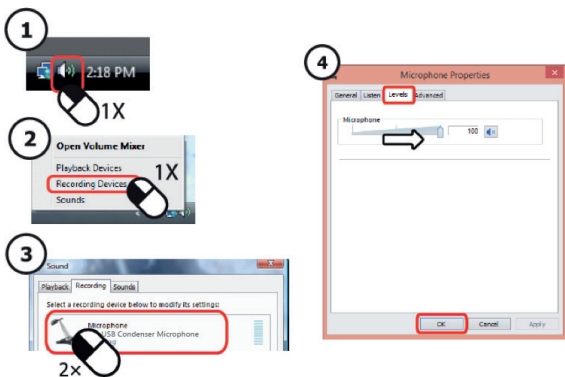 1
2:18 PM
1X
2
Open Volume Mixer
Playback Devices
Recording Devices
1X
Sounds
3
Sound
Playback Recording Sounds
Select a recording device below to modify its settings:
Microphone
USB Condenser Microphone
2x
4
Microphone Properties
General Listen Levels Advanced
Microphone
100
OK Cancel Apply